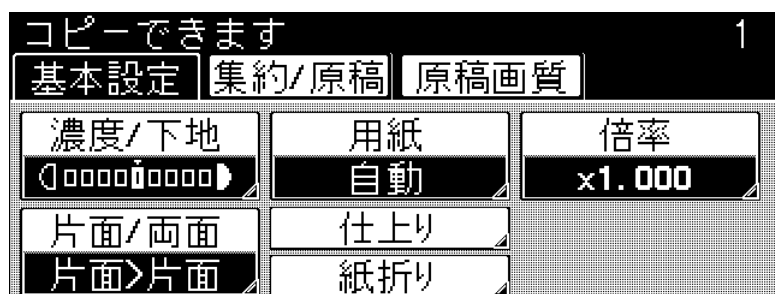 コピーできます 1
基本設定 集約/原稿 原稿画質
濃度/下地 用紙 倍率
自動 x1.000
片面/両面 仕上り
片面>片面 紙折り